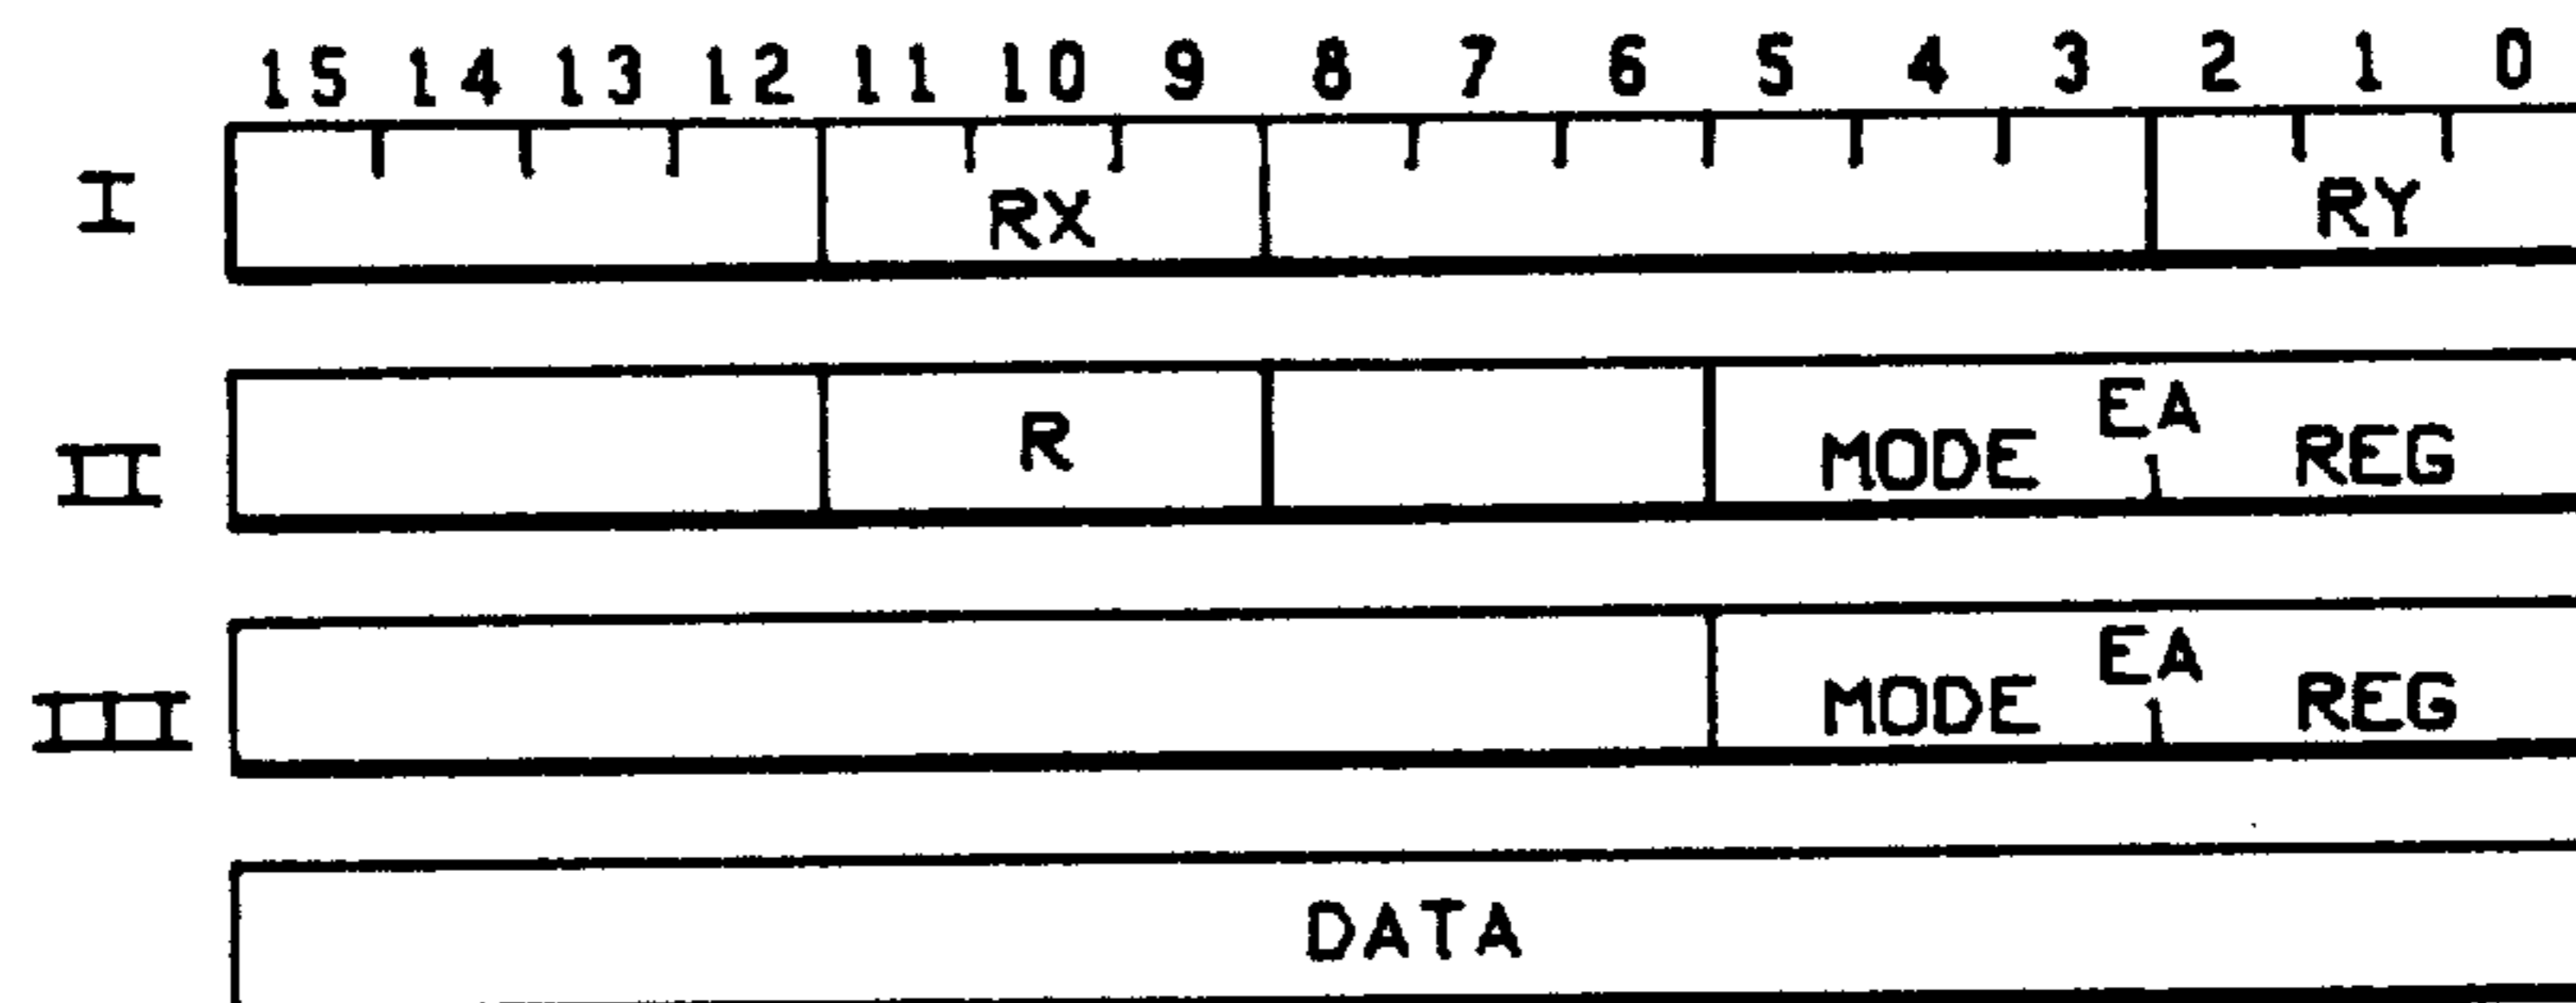 15 14 13 12 11 10 9 8 7 6 5 4 3 2 1 0
I RX RY
II R MODE EA REG
III MODE EA REG
DATA